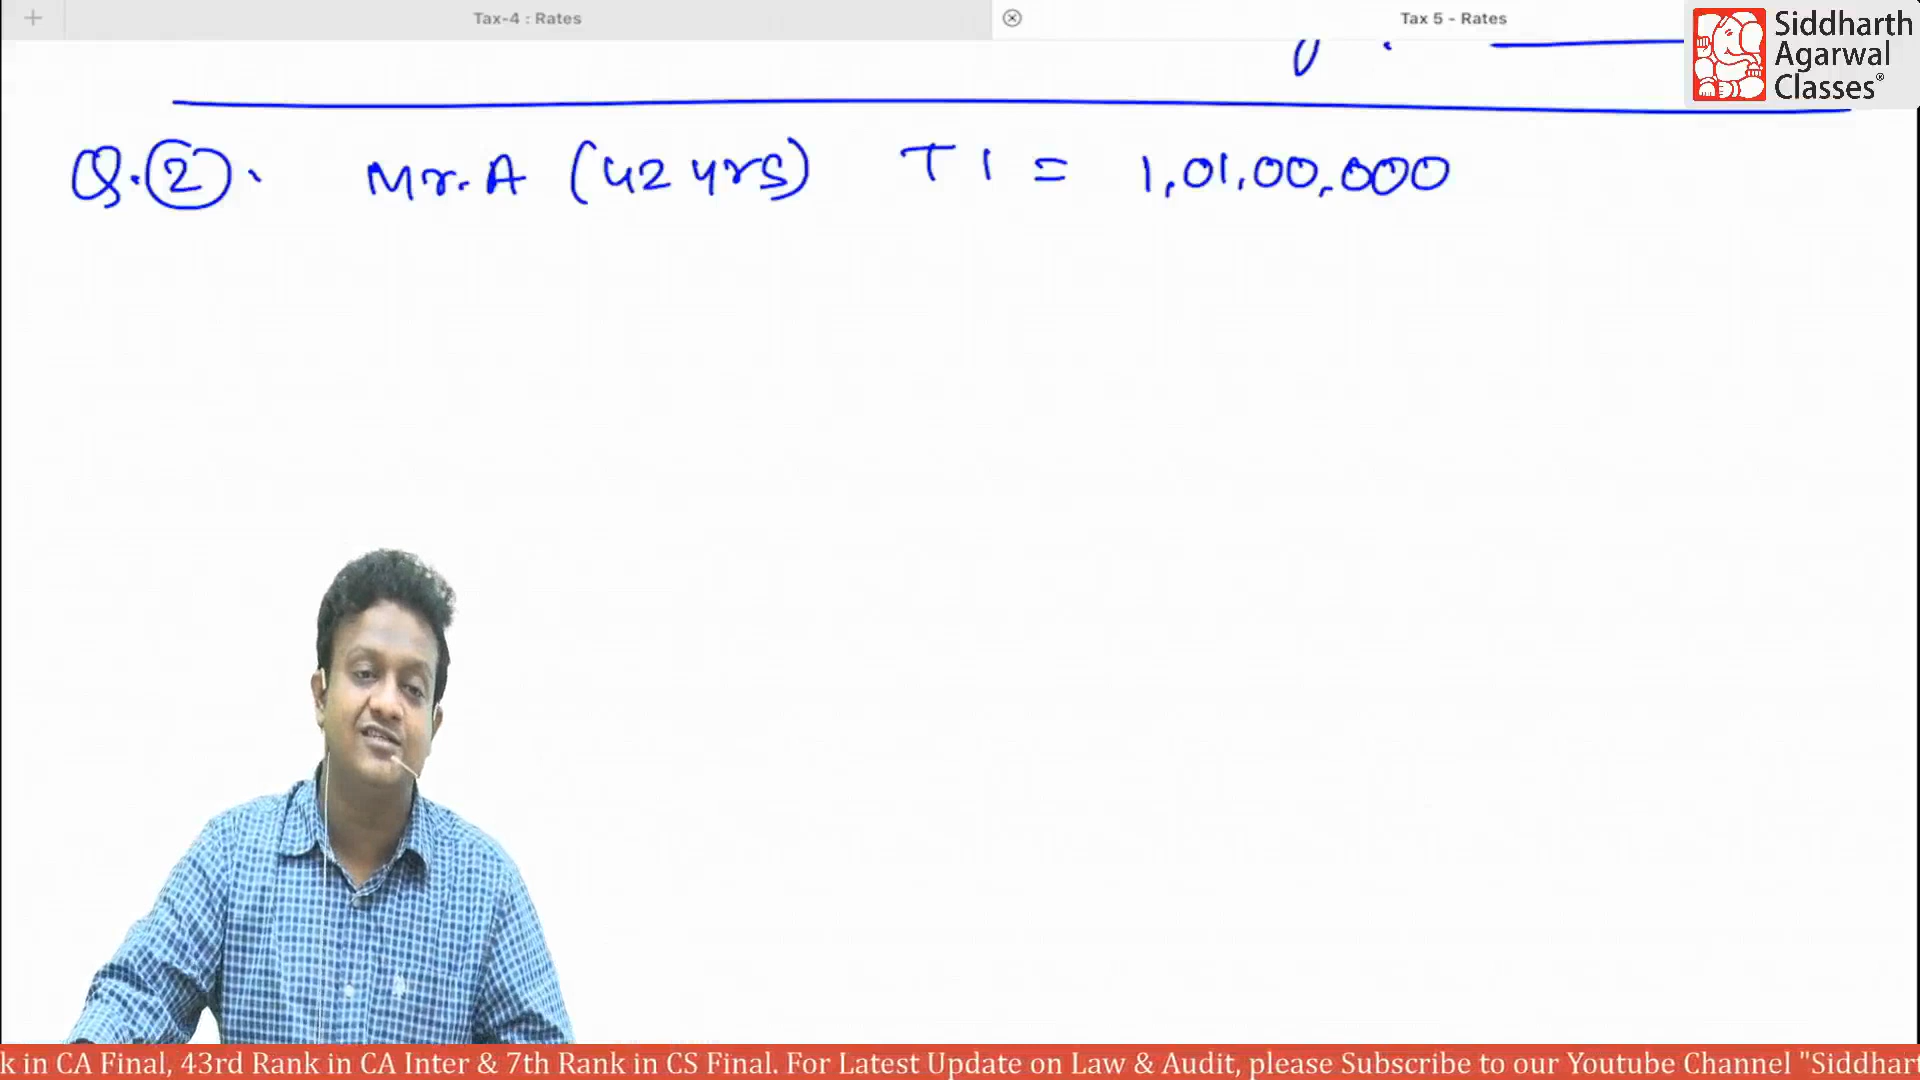 Tax-4 : Rates
Tax 5 - Rates
Siddharth
Agarwal
Classes®
Q.2. Mr. A (42 yrs) TI = 1,01,00,000
k in CA Final, 43rd Rank in CA Inter & 7th Rank in CS Final. For Latest Update on Law & Audit, please Subscribe to our Youtube Channel "Siddhar